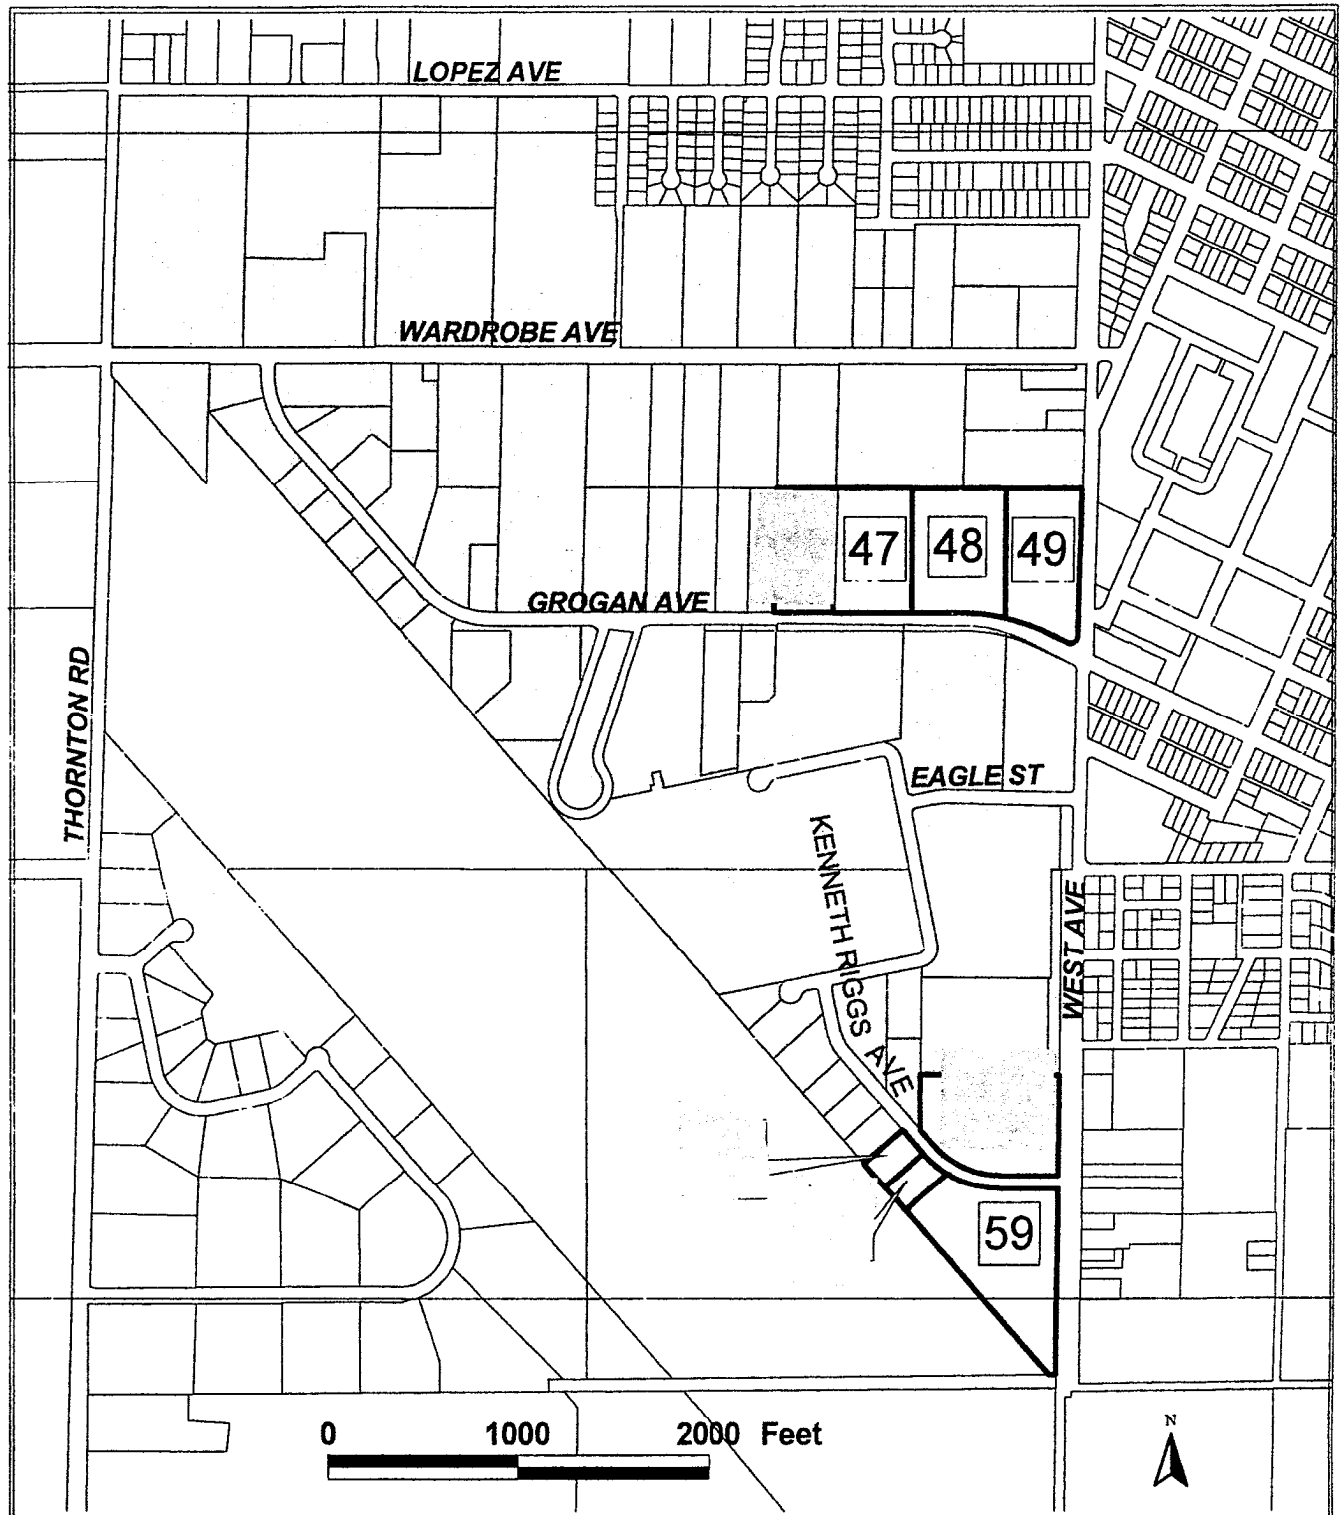 LOPEZ AVE
WARDROBE AVE
47
48
49
GROGAN AVE
THORNTON RD
EAGLE ST
KENNETH RIGGS AVE
WEST AVE
59
0 1000 2000 Feet
N